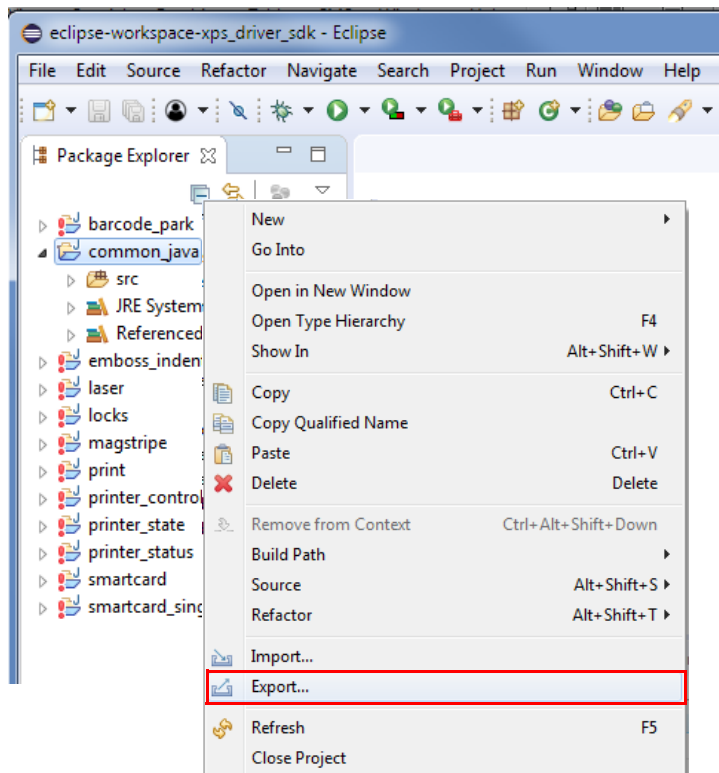 eclipse-workspace-xps_driver_sdk - Eclipse
File Edit Source Refactor Navigate Search Project Run Window Help
Package Explorer
barcode_park
common_java
src
JRE System
Referenced
emboss_inden
laser
locks
magstripe
print
printer_control
printer_state
printer_status
smartcard
smartcard_sing
New
Go Into
Open in New Window
Open Type Hierarchy F4
Show In Alt+Shift+W
Copy Ctrl+C
Copy Qualified Name
Paste Ctrl+V
Delete Delete
Remove from Context Ctrl+Alt+Shift+Down
Build Path
Source Alt+Shift+S
Refactor Alt+Shift+T
Import...
Export...
Refresh F5
Close Project